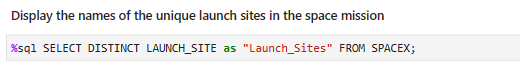 Display the names of the unique launch sites in the space mission
%sql SELECT DISTINCT LAUNCH_SITE as "Launch_Sites" FROM SPACEX;